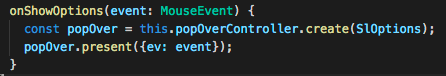 onShowOptions(event: MouseEvent) {
const popOver = this.popOverController.create(SlOptions);
popOver.present({ev: event});
}